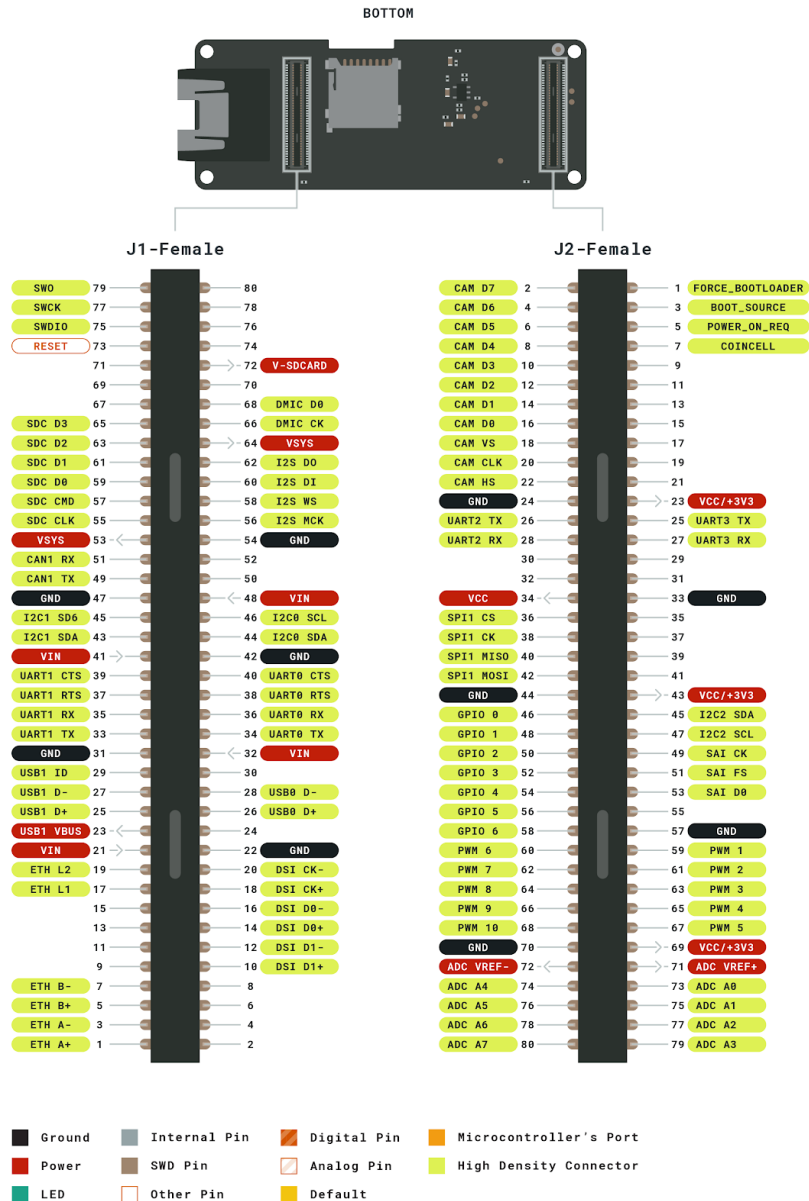 BOTTOM
J1-Female
J2-Female
SWO 79 80
SWCK 77 78
SWDIO 75 76
RESET 73 74
71 72 V-SDCARD
69 70
67 68 DMIC D0
SDC D3 65 66 DMIC CK
SDC D2 63 64 VSYS
SDC D1 61 62 I2S DO
SDC D0 59 60 I2S DI
SDC CMD 57 58 I2S WS
SDC CLK 55 56 I2S MCK
VSYS 53 54 GND
CAN1 RX 51 52
CAN1 TX 49 50
GND 47 48 VIN
I2C1 SD6 45 46 I2C0 SCL
I2C1 SDA 43 44 I2C0 SDA
VIN 41 42 GND
UART1 CTS 39 40 UART0 CTS
UART1 RTS 37 38 UART0 RTS
UART1 RX 35 36 UART0 RX
UART1 TX 33 34 UART0 TX
GND 31 32 VIN
USB1 ID 29 30
USB1 D- 27 28 USB0 D-
USB1 D+ 25 26 USB0 D+
USB1 VBUS 23 24
VIN 21 22 GND
ETH L2 19 20 DSI CK-
ETH L1 17 18 DSI CK+
15 16 DSI D0-
13 14 DSI D0+
11 12 DSI D1-
9 10 DSI D1+
ETH B- 7 8
ETH B+ 5 6
ETH A- 3 4
ETH A+ 1 2
CAM D7 2 1 FORCE_BOOTLOADER
CAM D6 4 3 BOOT_SOURCE
CAM D5 6 5 POWER_ON_REQ
CAM D4 8 7 COINCELL
CAM D3 10 9
CAM D2 12 11
CAM D1 14 13
CAM D0 16 15
CAM VS 18 17
CAM CLK 20 19
CAM HS 22 21
GND 24 23 VCC/+3V3
UART2 TX 26 25 UART3 TX
UART2 RX 28 27 UART3 RX
30 29
32 31
VCC 34 33 GND
SPI1 CS 36 35
SPI1 CK 38 37
SPI1 MISO 40 39
SPI1 MOSI 42 41
GND 44 43 VCC/+3V3
GPIO 0 46 45 I2C2 SDA
GPIO 1 48 47 I2C2 SCL
GPIO 2 50 49 SAI CK
GPIO 3 52 51 SAI FS
GPIO 4 54 53 SAI D0
GPIO 5 56 55
GPIO 6 58 57 GND
PWM 6 60 59 PWM 1
PWM 7 62 61 PWM 2
PWM 8 64 63 PWM 3
PWM 9 66 65 PWM 4
PWM 10 68 67 PWM 5
GND 70 69 VCC/+3V3
ADC VREF- 72 71 ADC VREF+
ADC A4 74 73 ADC A0
ADC A5 76 75 ADC A1
ADC A6 78 77 ADC A2
ADC A7 80 79 ADC A3
Ground Internal Pin Digital Pin Microcontroller's Port
Power SWD Pin Analog Pin High Density Connector
LED Other Pin Default